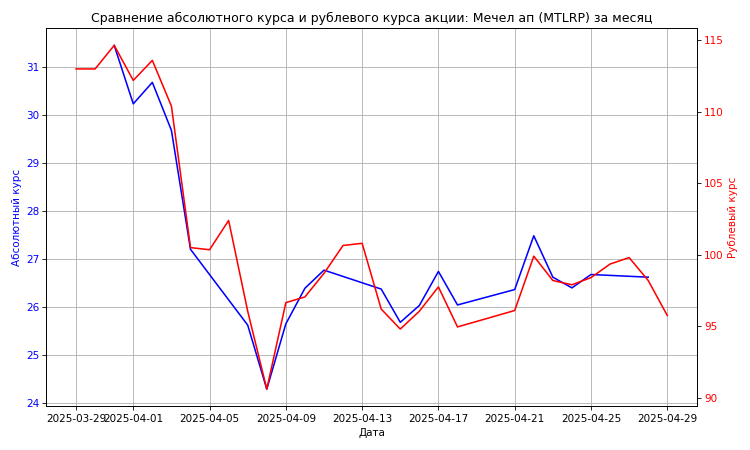 Сравнение абсолютного курса и рублевого курса акции: Мечел ап (MTLRP) за месяц
31
30
29
28
27
26
25
24
Абсолютный курс
115
110
105
100
95
90
Рублевый курс
2025-03-29 2025-04-01 2025-04-05 2025-04-09 2025-04-13 2025-04-17 2025-04-21 2025-04-25 2025-04-29
Дата